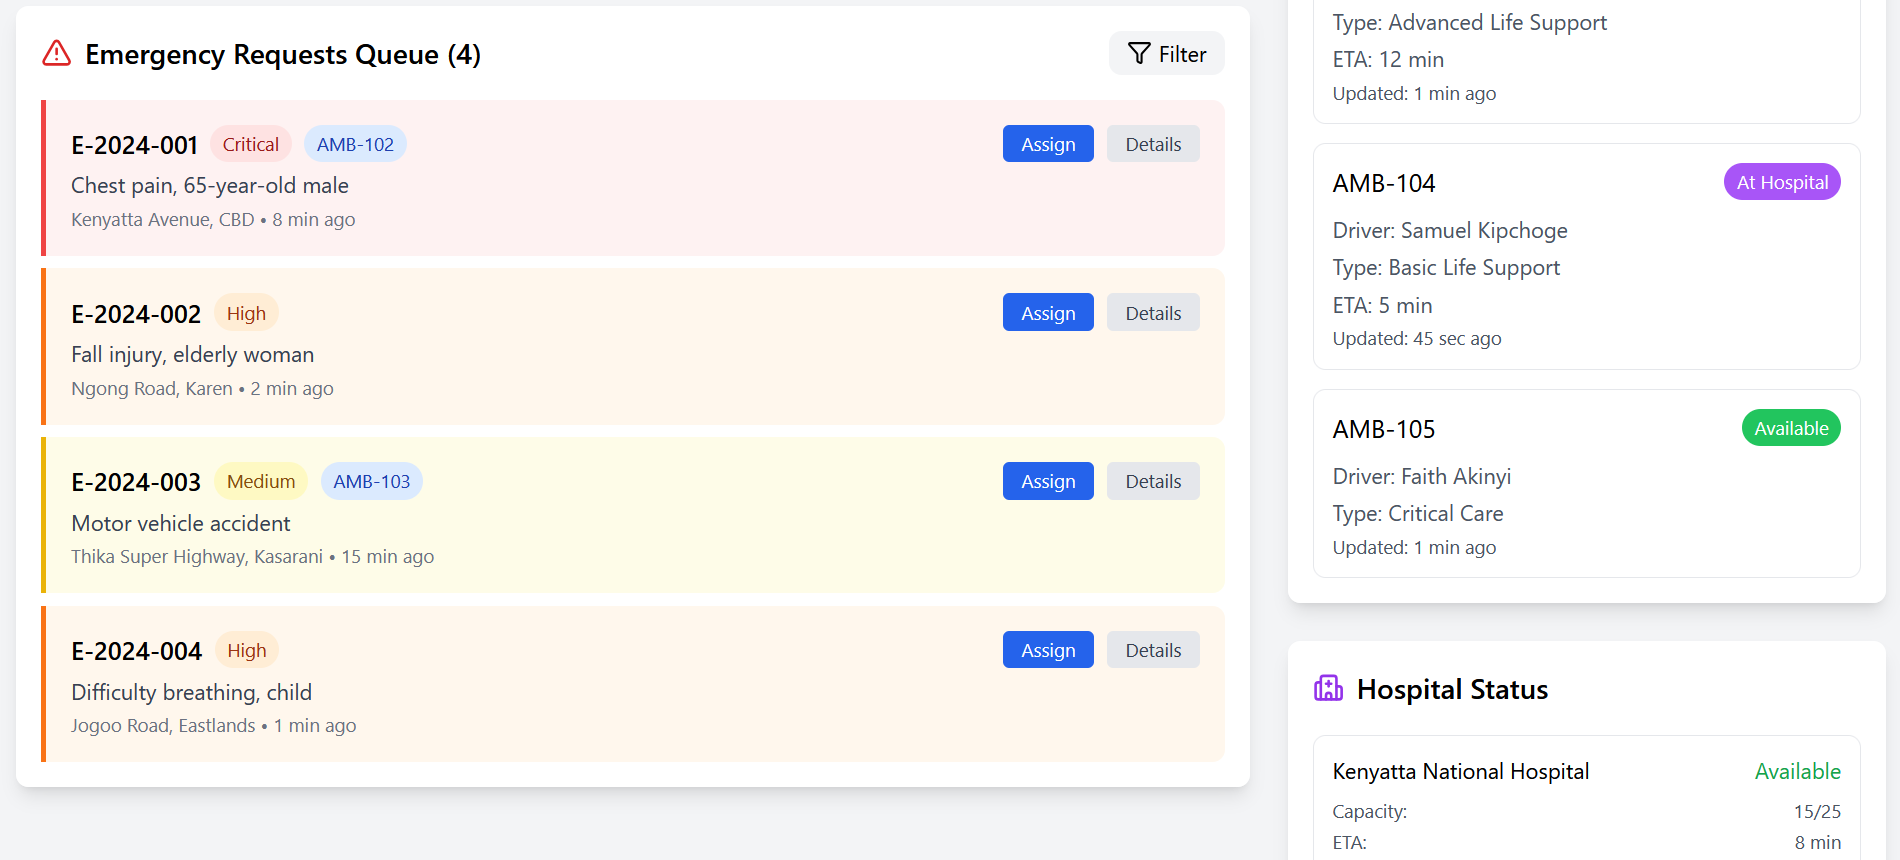 Emergency Requests Queue (4)
Filter
E-2024-001 Critical AMB-102
Assign Details
Chest pain, 65-year-old male
Kenyatta Avenue, CBD • 8 min ago
E-2024-002 High
Assign Details
Fall injury, elderly woman
Ngong Road, Karen • 2 min ago
E-2024-003 Medium AMB-103
Assign Details
Motor vehicle accident
Thika Super Highway, Kasarani • 15 min ago
E-2024-004 High
Assign Details
Difficulty breathing, child
Jogoo Road, Eastlands • 1 min ago
Type: Advanced Life Support
ETA: 12 min
Updated: 1 min ago
AMB-104 At Hospital
Driver: Samuel Kipchoge
Type: Basic Life Support
ETA: 5 min
Updated: 45 sec ago
AMB-105 Available
Driver: Faith Akinyi
Type: Critical Care
Updated: 1 min ago
Hospital Status
Kenyatta National Hospital Available
Capacity: 15/25
ETA: 8 min